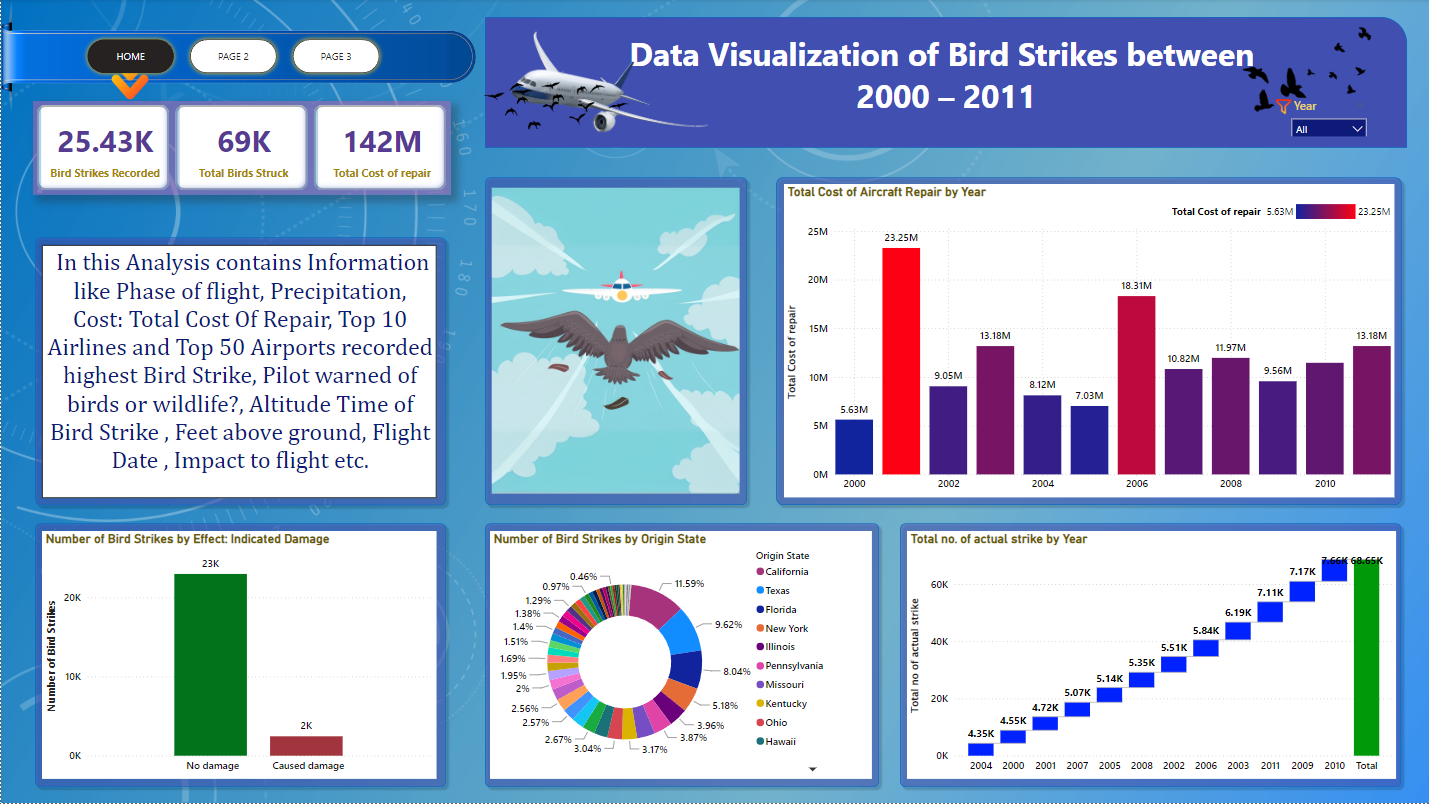 HOME
PAGE 2
PAGE 3
Data Visualization of Bird Strikes between
2000 – 2011
Year
All
25.43K
Bird Strikes Recorded
69K
Total Birds Struck
142M
Total Cost of repair
In this Analysis contains Information
like Phase of flight, Precipitation,
Cost: Total Cost Of Repair, Top 10
Airlines and Top 50 Airports recorded
highest Bird Strike, Pilot warned of
birds or wildlife?, Altitude Time of
Bird Strike , Feet above ground, Flight
Date , Impact to flight etc.
Total Cost of Aircraft Repair by Year
Total Cost of repair 5.63M 23.25M
Total Cost of repair
25M
20M
15M
10M
5M
0M
5.63M
23.25M
9.05M
13.18M
8.12M
7.03M
18.31M
10.82M
11.97M
9.56M
13.18M
2000
2002
2004
2006
2008
2010
Number of Bird Strikes by Effect: Indicated Damage
Number of Bird Strikes
20K
10K
0K
23K
2K
No damage
Caused damage
Number of Bird Strikes by Origin State
11.59%
9.62%
8.04%
5.18%
3.96%
3.87%
3.17%
3.04%
2.67%
2.57%
2.56%
2%
1.95%
1.69%
1.51%
1.4%
1.38%
1.29%
0.97%
0.46%
Origin State
California
Texas
Florida
New York
Illinois
Pennsylvania
Missouri
Kentucky
Ohio
Hawaii
Total no. of actual strike by Year
Total no of actual strike
60K
40K
20K
0K
4.35K
4.55K
4.72K
5.07K
5.14K
5.35K
5.51K
5.84K
6.19K
7.11K
7.17K
7.66K
68.65K
2004
2000
2001
2007
2005
2008
2002
2006
2003
2011
2009
2010
Total
160
170
180